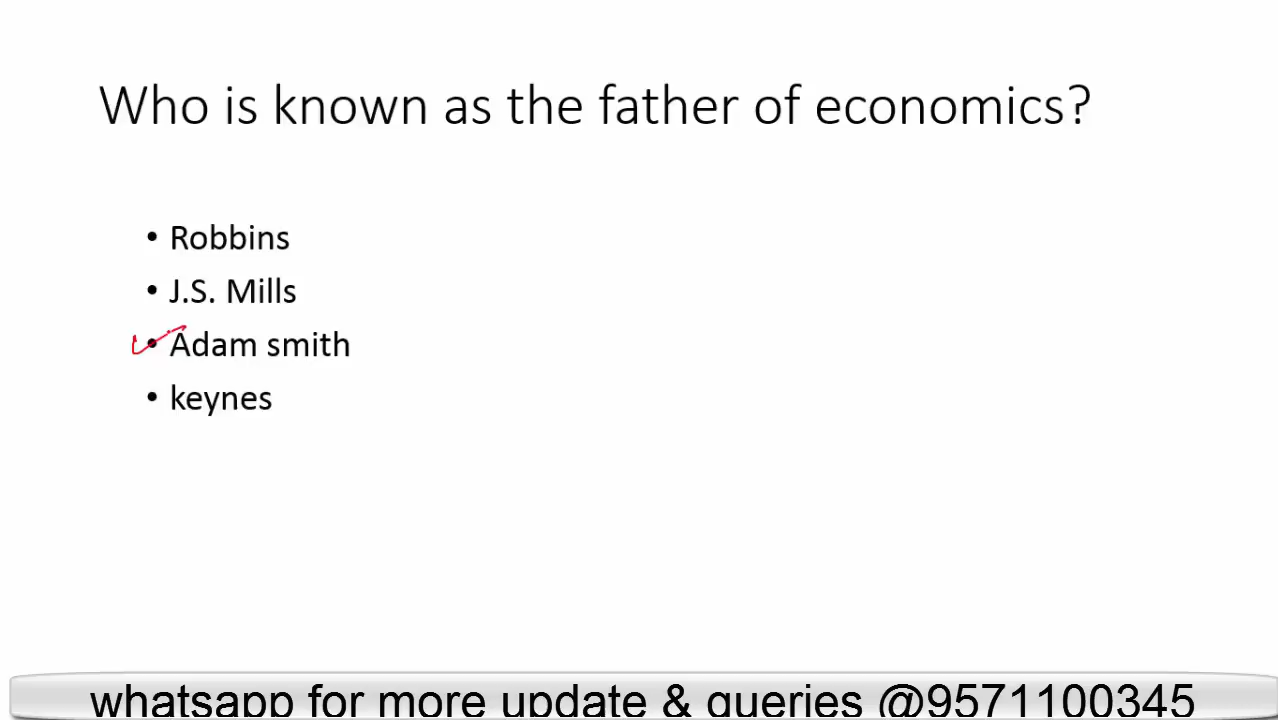 Who is known as the father of economics?
• Robbins
• J.S. Mills
• Adam smith
• keynes
whatsapp for more update & queries @9571100345